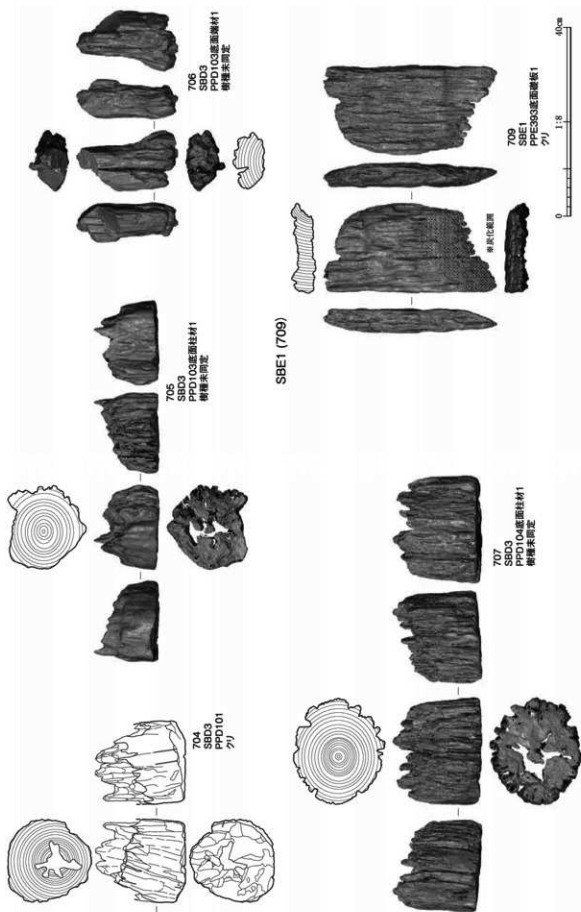 704
SBD3
PPD101
クリ
705
SBD3
PPD103底面柱材1
樹種未同定
706
SBD3
PPD103底面端材1
樹種未同定
707
SBD3
PPD104底面柱材1
樹種未同定
SBE1 (709)
※炭化範囲
709
SBE1
PPE393底面礎板1
クリ
0
1:8
40cm